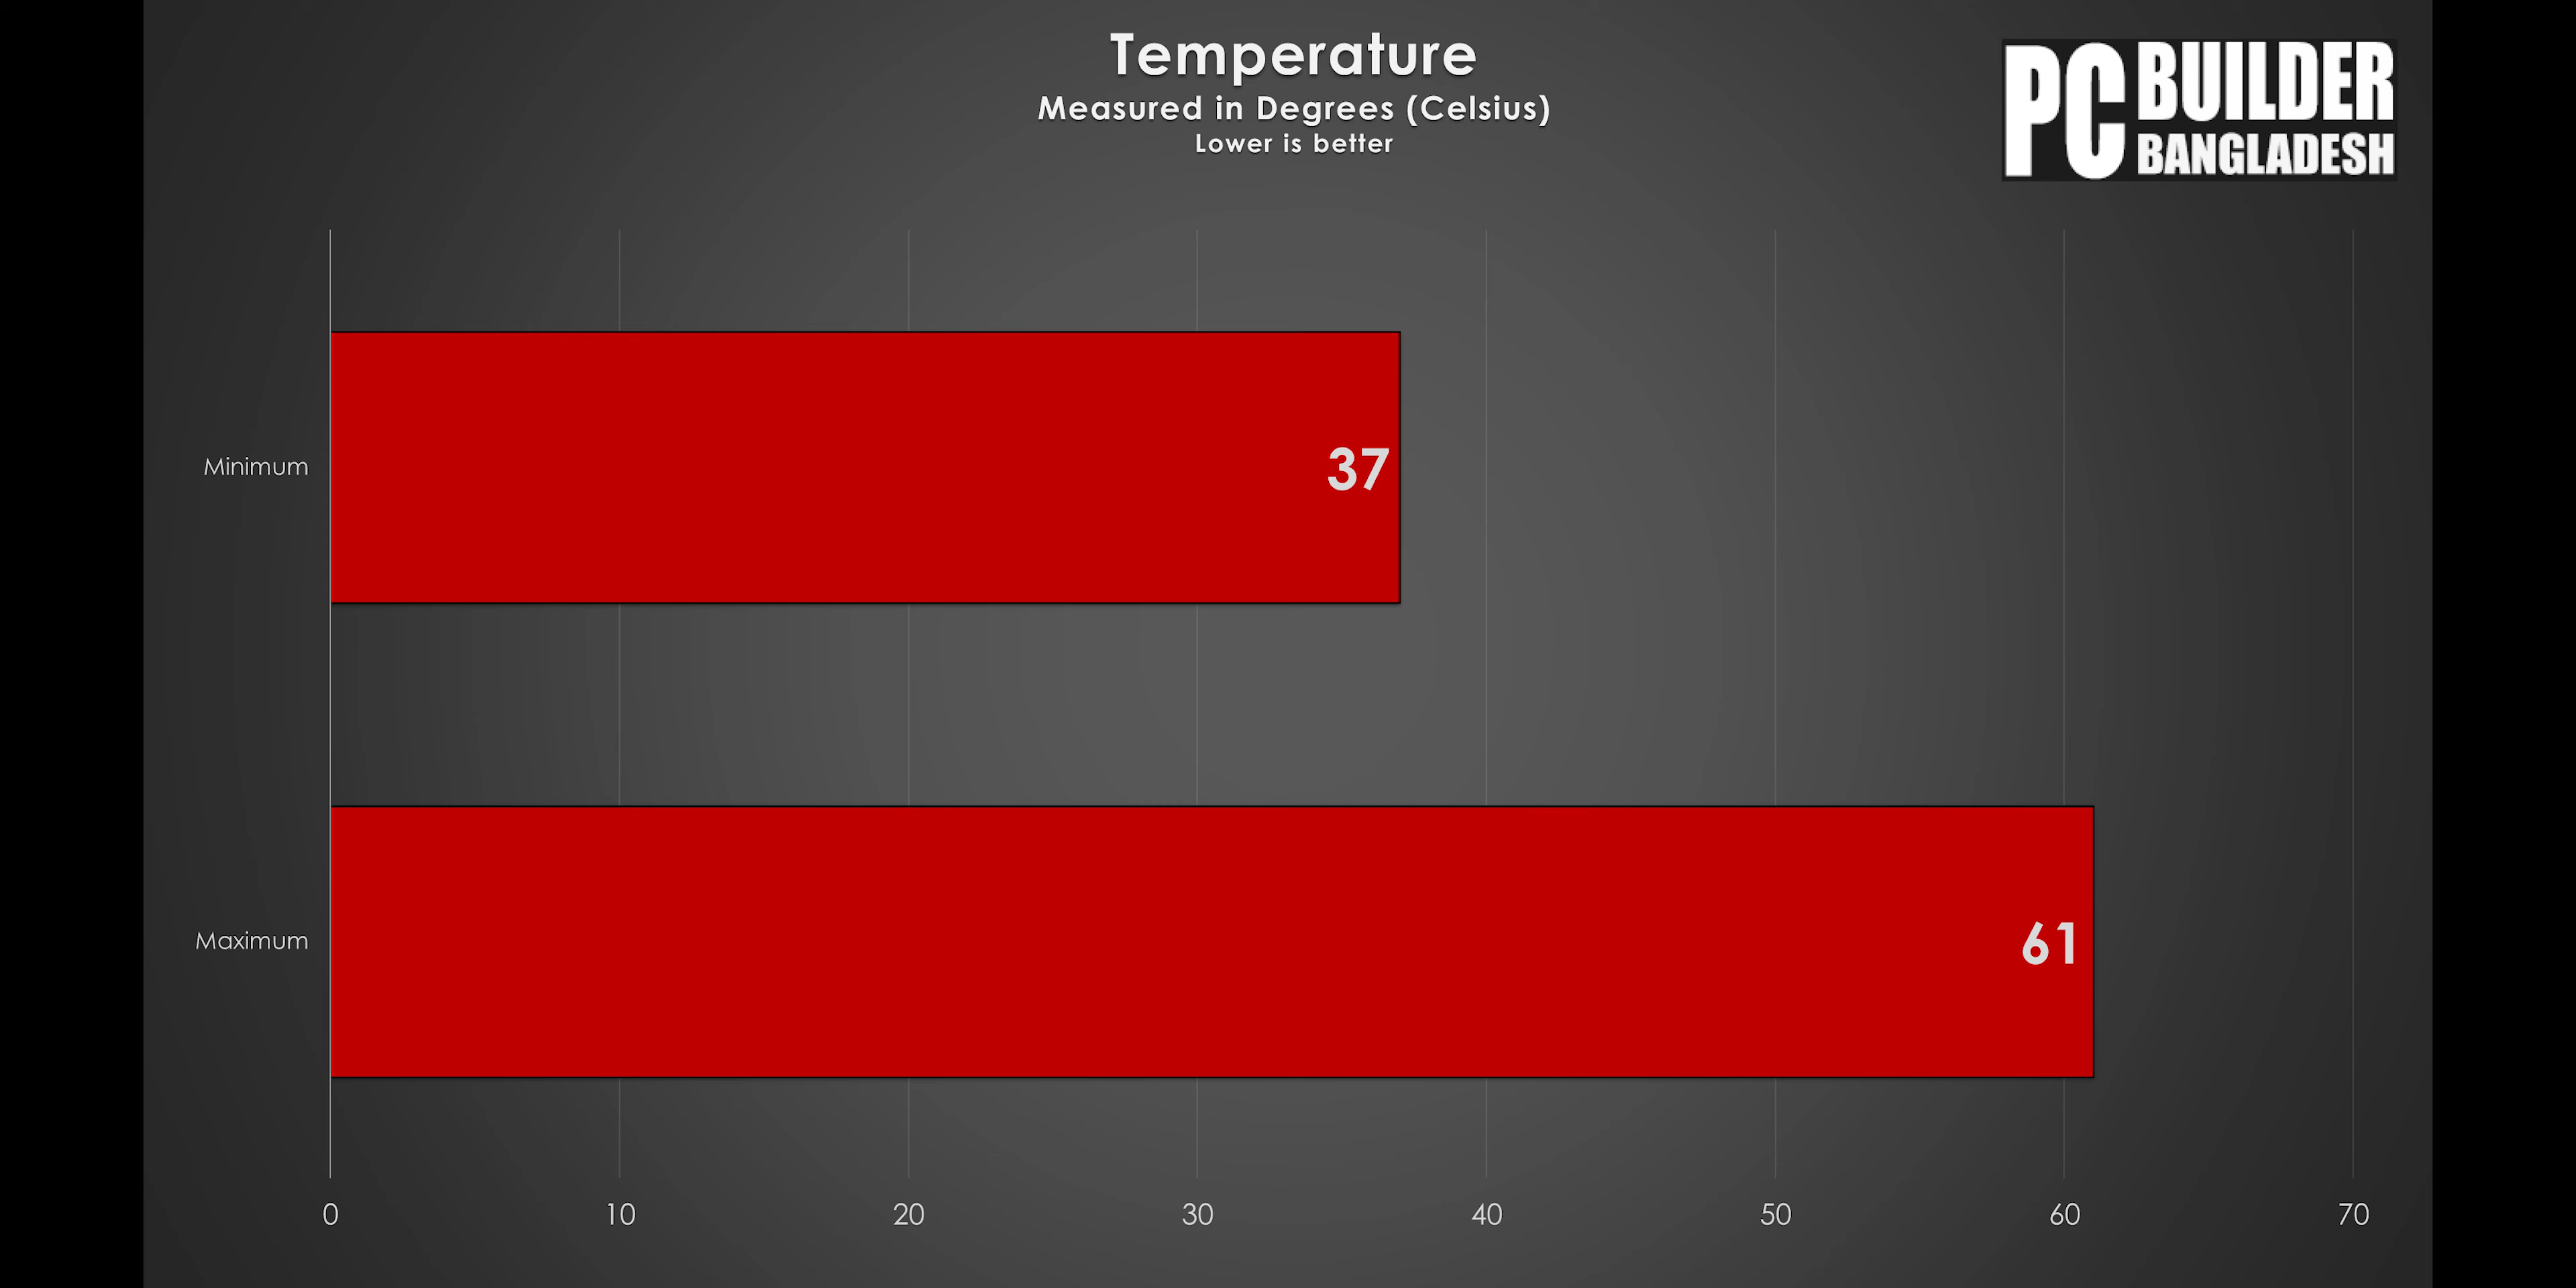 Temperature
Measured in Degrees (Celsius)
Lower is better
PC BUILDER
BANGLADESH
Minimum
37
Maximum
61
0 10 20 30 40 50 60 70